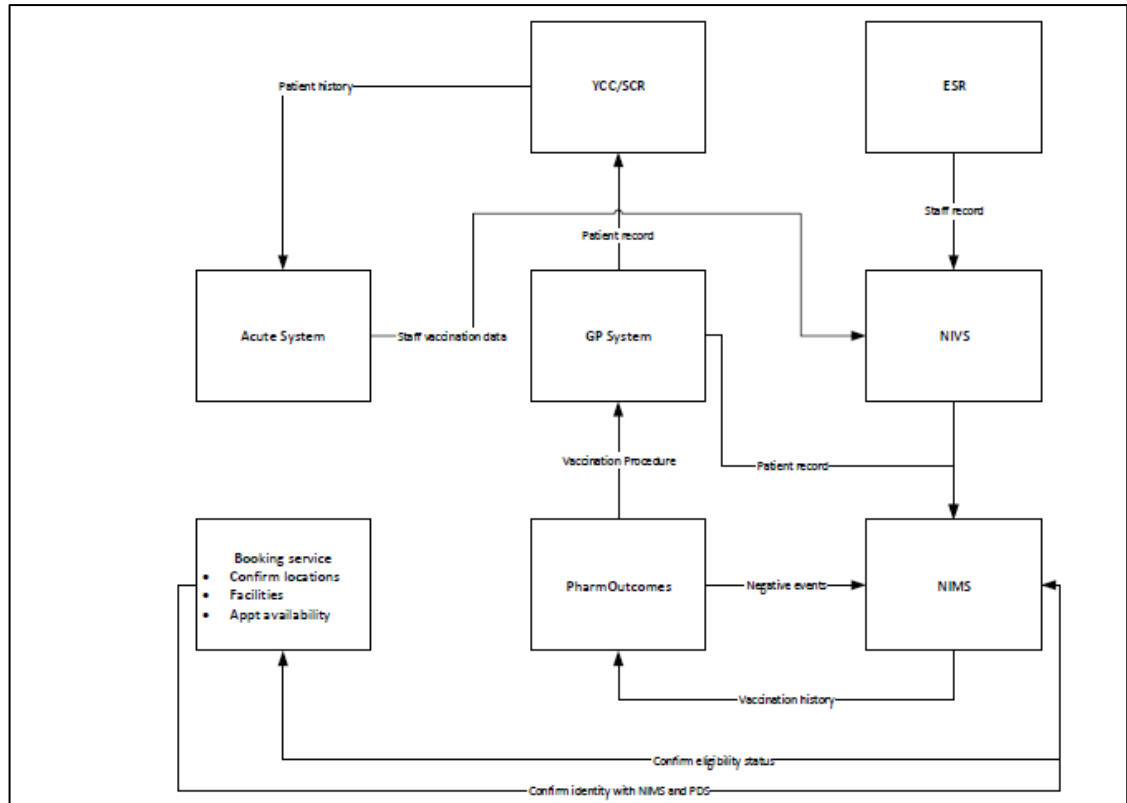 YCC/SCR
ESR
Patient history
Staff record
Patient record
Acute System
Staff vaccination data
GP System
NIVS
Vaccination Procedure
Patient record
Booking service
• Confirm locations
• Facilities
• Appt availability
PharmOutcomes
Negative events
NIMS
Vaccination history
Confirm eligibility status
Confirm identity with NIMS and PDS